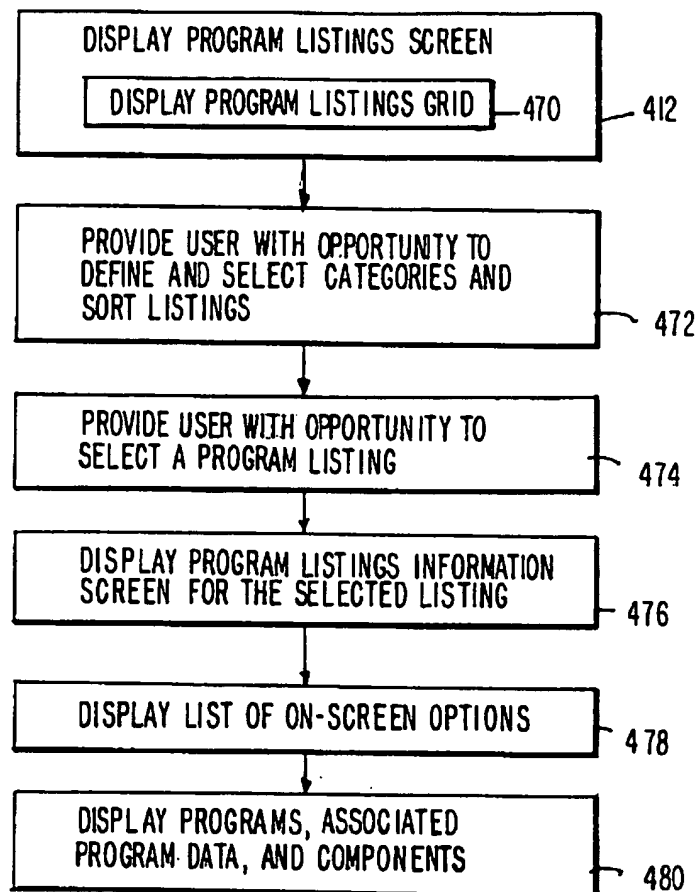 DISPLAY PROGRAM LISTINGS SCREEN
DISPLAY PROGRAM LISTINGS GRID
470
412
PROVIDE USER WITH OPPORTUNITY TO
DEFINE AND SELECT CATEGORIES AND
SORT LISTINGS
472
PROVIDE USER WITH OPPORTUNITY TO
SELECT A PROGRAM LISTING
474
DISPLAY PROGRAM LISTINGS INFORMATION
SCREEN FOR THE SELECTED LISTING
476
DISPLAY LIST OF ON-SCREEN OPTIONS
478
DISPLAY PROGRAMS, ASSOCIATED
PROGRAM DATA, AND COMPONENTS
480